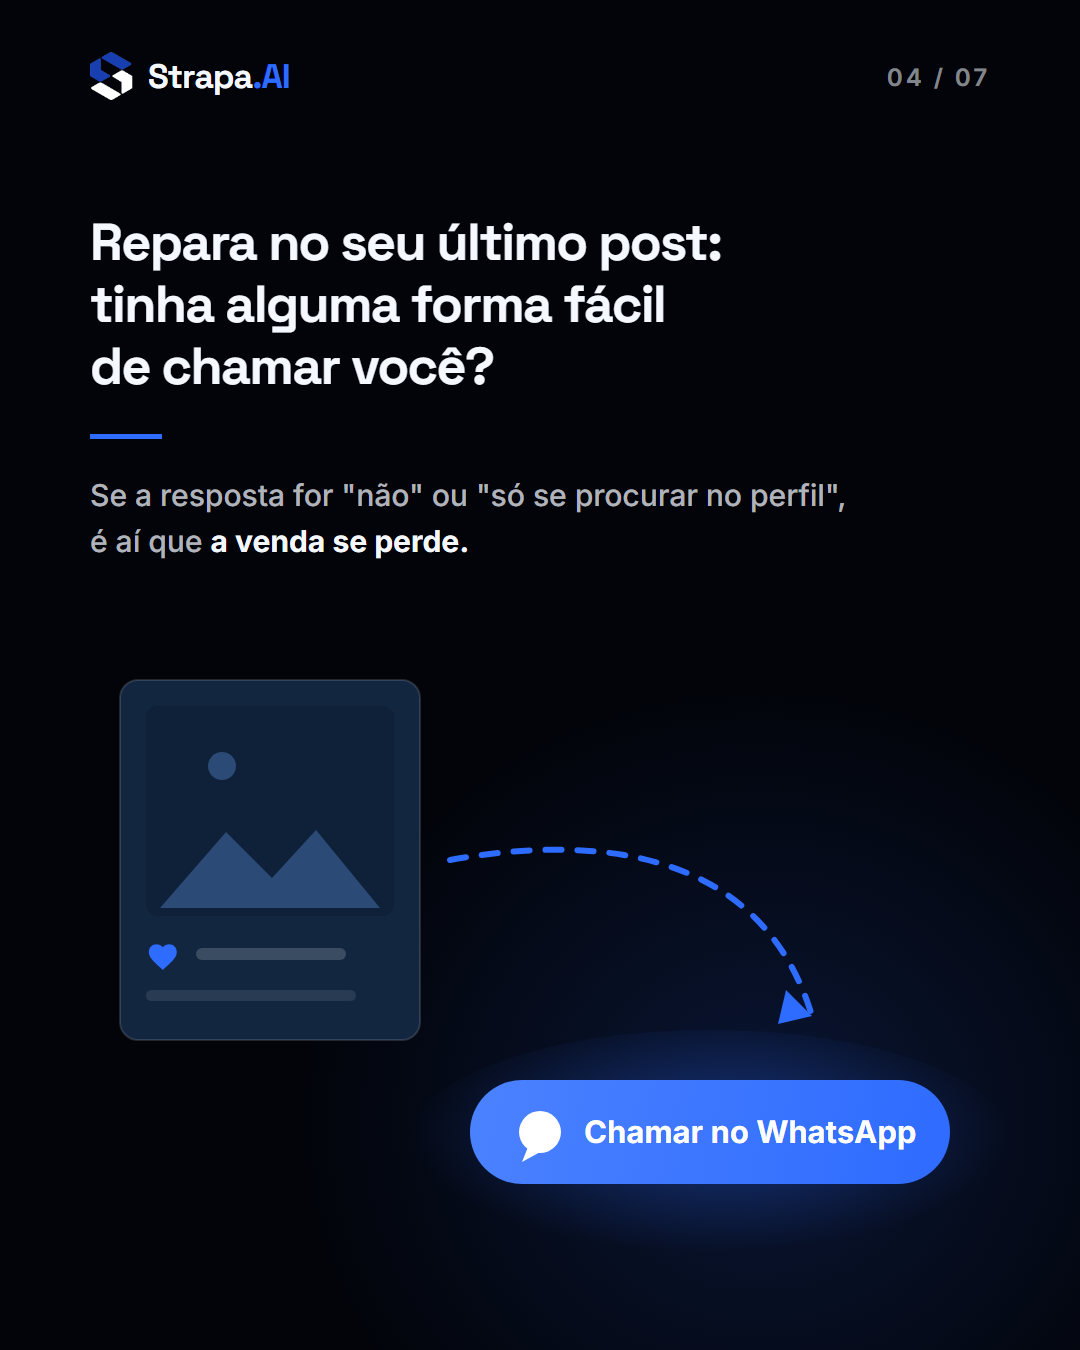 Strapa.AI
04 / 07
Repara no seu último post:
tinha alguma forma fácil
de chamar você?
Se a resposta for "não" ou "só se procurar no perfil",
é aí que a venda se perde.
Chamar no WhatsApp